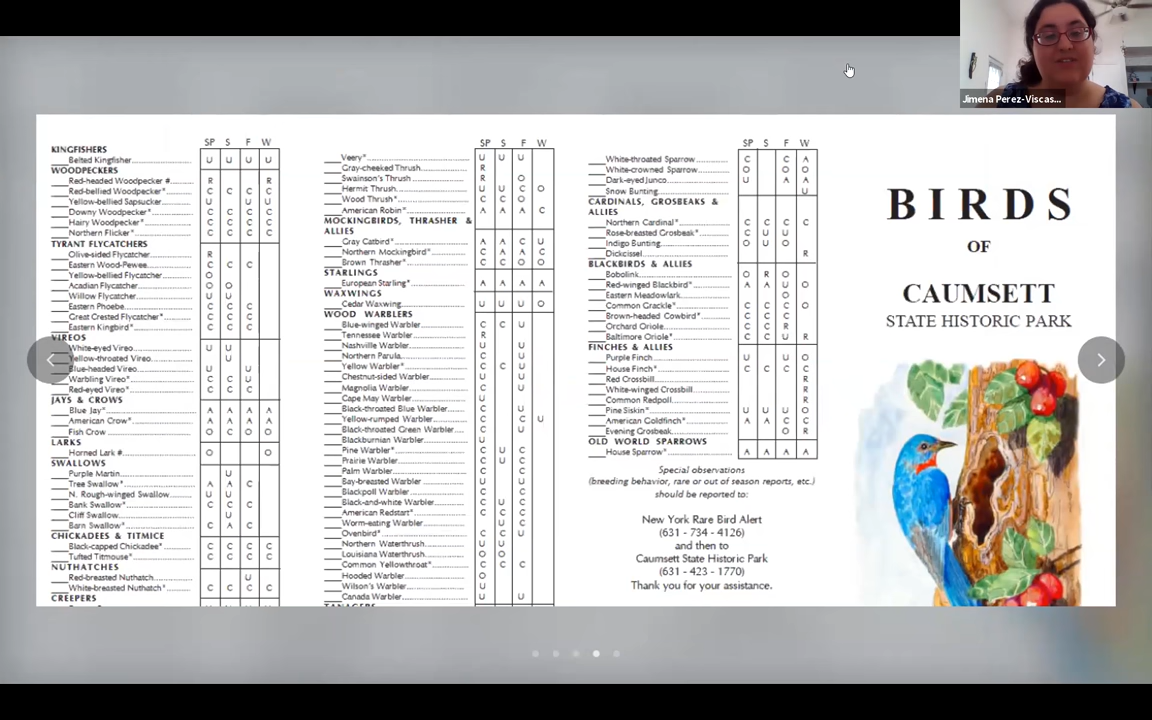 Jimena Perez-Viscas...
SP S F W
KINGFISHERS
Belted Kingfisher U U U U
WOODPECKERS
Red-headed Woodpecker # R R
Red-bellied Woodpecker* C C C C
Yellow-bellied Sapsucker U U U
Downy Woodpecker* C C C C
Hairy Woodpecker* C C C C
Northern Flicker* C C C C
TYRANT FLYCATCHERS
Olive-sided Flycatcher R
Eastern Wood-Pewee C C C
Yellow-bellied Flycatcher O
Acadian Flycatcher O O
Willow Flycatcher U U
Eastern Phoebe C C C
Great Crested Flycatcher* C C C
Eastern Kingbird* C C C
VIREOS
White-eyed Vireo U U
Yellow-throated Vireo U
Blue-headed Vireo U U
Warbling Vireo* C C U
Red-eyed Vireo* C C C
JAYS & CROWS
Blue Jay* A A A A
American Crow* A A A A
Fish Crow O C O O
LARKS
Horned Lark # O O
SWALLOWS
Purple Martin U
Tree Swallow* A A C
N. Rough-winged Swallow U U
Bank Swallow* C C C
Cliff Swallow U
Barn Swallow* C A C
CHICKADEES & TITMICE
Black-capped Chickadee* C C C C
Tufted Titmouse* C C C C
NUTHATCHES
Red-breasted Nuthatch U
White-breasted Nuthatch* C C C C
CREEPERS
SP S F W
Veery* U U U
Gray-cheeked Thrush R
Swainson's Thrush R O
Hermit Thrush U U C O
Wood Thrush* C C O
American Robin* A A A C
MOCKINGBIRDS, THRASHER &
ALLIES
Gray Catbird* A A C U
Northern Mockingbird* C A A C
Brown Thrasher* C C O O
STARLINGS
European Starling* A A A A
WAXWINGS
Cedar Waxwing U U U O
WOOD WARBLERS
Blue-winged Warbler C C U
Tennessee Warbler R
Nashville Warbler U U
Northern Parula C U
Yellow Warbler* C C U
Chestnut-sided Warbler U U
Magnolia Warbler C U
Cape May Warbler U
Black-throated Blue Warbler C U
Yellow-rumped Warbler C C U
Black-throated Green Warbler C U
Blackburnian Warbler U
Pine Warbler* C U C
Prairie Warbler C U C
Palm Warbler C C
Bay-breasted Warbler U U
Blackpoll Warbler C C
Black-and-white Warbler C U C
American Redstart* C C C
Worm-eating Warbler U C
Ovenbird* C C U
Northern Waterthrush U U
Louisiana Waterthrush O O
Common Yellowthroat* C C C
Hooded Warbler O
Wilson's Warbler U
Canada Warbler U U
TANAGERS
SP S F W
White-throated Sparrow C C A
White-crowned Sparrow O O O
Dark-eyed Junco U A A
Snow Bunting U
CARDINALS, GROSBEAKS &
ALLIES
Northern Cardinal* C C C C
Rose-breasted Grosbeak* C U U
Indigo Bunting O U O
Dickcissel R
BLACKBIRDS & ALLIES
Bobolink O R O
Red-winged Blackbird* A A U O
Eastern Meadowlark O
Common Grackle* C C C O
Brown-headed Cowbird* C C C
Orchard Oriole C C R
Baltimore Oriole* C C U R
FINCHES & ALLIES
Purple Finch U U O
House Finch* C C C C
Red Crossbill R
White-winged Crossbill R
Common Redpoll R
Pine Siskin* U U U O
American Goldfinch* A A C C
Evening Grosbeak O R
OLD WORLD SPARROWS
House Sparrow* A A A A
Special observations
(breeding behavior, rare or out of season reports, etc.)
should be reported to:
New York Rare Bird Alert
(631 - 734 - 4126)
and then to
Caumsett State Historic Park
(631 - 423 - 1770)
Thank you for your assistance.
BIRDS
OF
CAUMSETT
STATE HISTORIC PARK